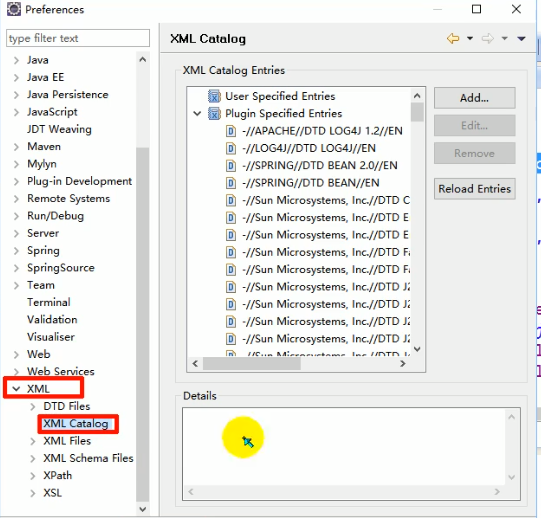 Preferences
type filter text
Java
Java EE
Java Persistence
JavaScript
JDT Weaving
Maven
Mylyn
Plug-in Development
Remote Systems
Run/Debug
Server
Spring
SpringSource
Team
Terminal
Validation
Visualiser
Web
Web Services
XML
DTD Files
XML Catalog
XML Files
XML Schema Files
XPath
XSL
XML Catalog
XML Catalog Entries
User Specified Entries
Plugin Specified Entries
-//APACHE//DTD LOG4J 1.2//EN
-//LOG4J//DTD LOG4J//EN
-//SPRING//DTD BEAN 2.0//EN
-//SPRING//DTD BEAN//EN
-//Sun Microsystems, Inc.//DTD C
-//Sun Microsystems, Inc.//DTD E
-//Sun Microsystems, Inc.//DTD E
-//Sun Microsystems, Inc.//DTD Fa
-//Sun Microsystems, Inc.//DTD Fa
-//Sun Microsystems, Inc.//DTD J2
-//Sun Microsystems, Inc.//DTD J2
-//Sun Microsystems, Inc.//DTD J2
-//Sun Microsystems, Inc.//DTD J2
Add...
Edit...
Remove
Reload Entries
Details